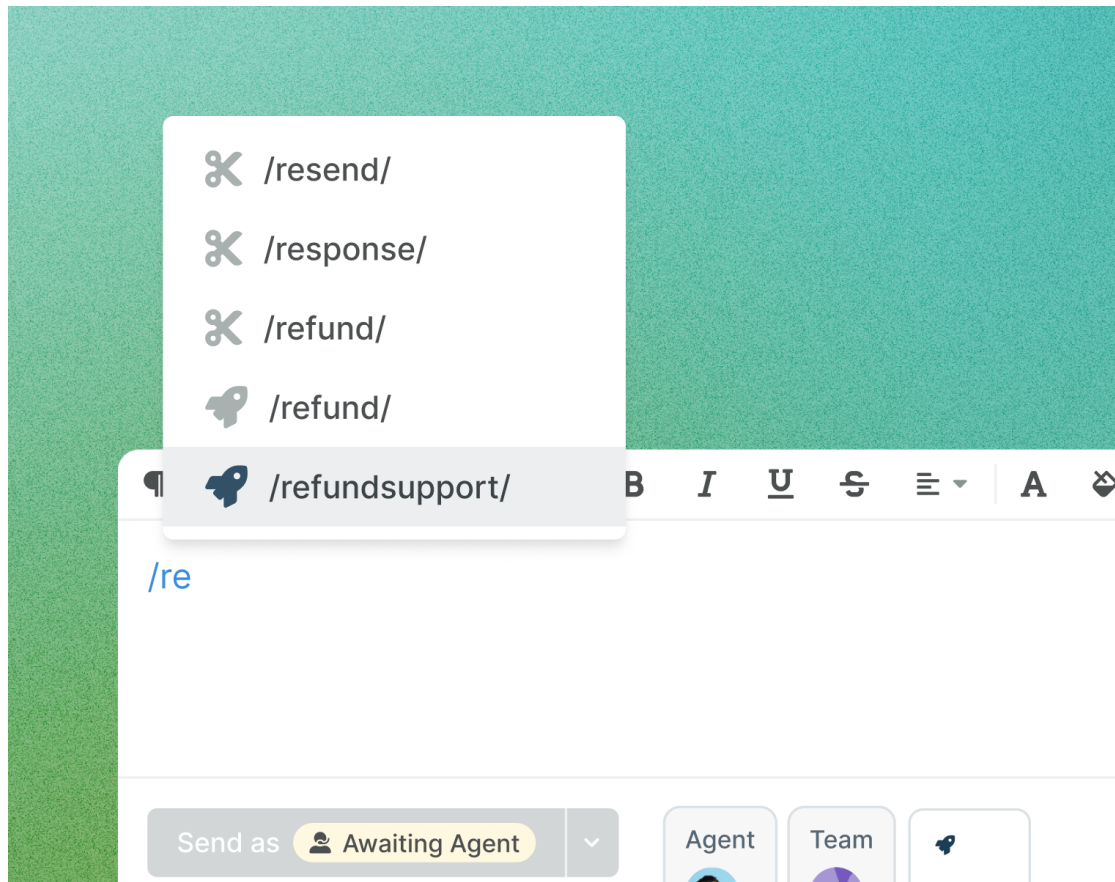 /resend/
/response/
/refund/
/refund/
/refundsupport/
B I U S A
/re
Send as Awaiting Agent
Agent
Team